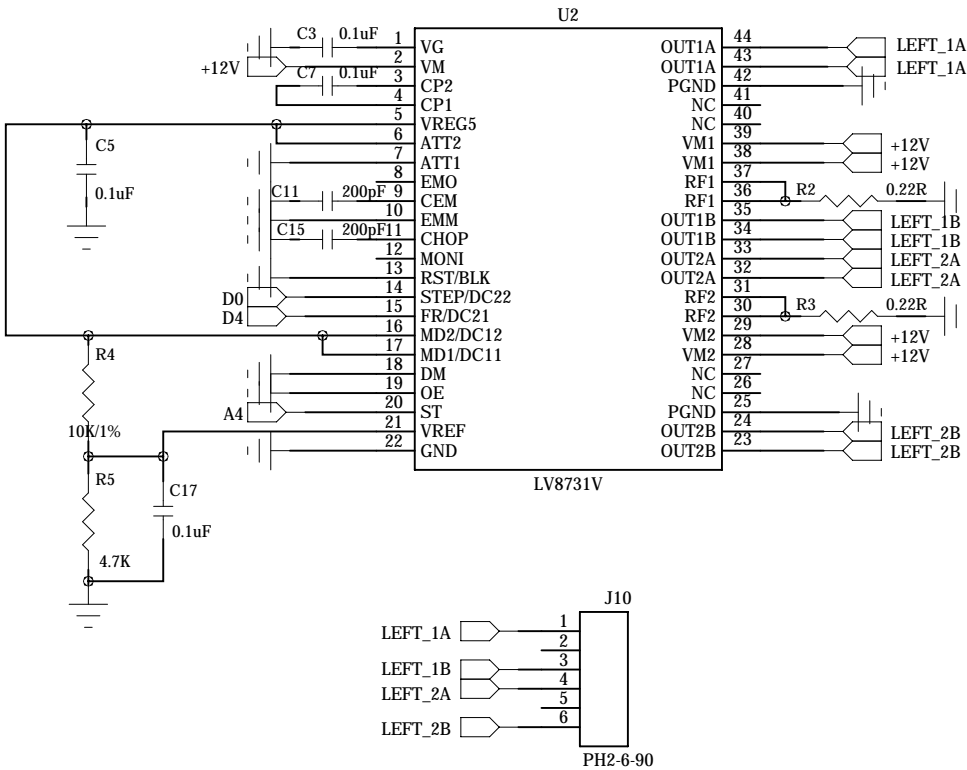 U2
C3 0.1uF 1 VG OUT1A 44 LEFT_1A
+12V 2 VM OUT1A 43 LEFT_1A
C7 0.1uF 3 CP2 PGND 42
4 CP1 NC 41
5 VREG5 NC 40
6 ATT2 VM1 39 +12V
C5 7 ATT1 VM1 38 +12V
8 EMO RF1 37
0.1uF C11 200pF 9 CEM RF1 36 R2 0.22R
10 EMM OUT1B 35 LEFT_1B
C15 200pF 11 CHOP OUT1B 34 LEFT_1B
12 MONI OUT2A 33 LEFT_2A
13 RST/BLK OUT2A 32 LEFT_2A
D0 14 STEP/DC22 RF2 31
D4 15 FR/DC21 RF2 30 R3 0.22R
16 MD2/DC12 VM2 29 +12V
R4 17 MD1/DC11 VM2 28 +12V
18 DM NC 27
19 OE NC 26
A4 20 ST PGND 25
10K/1% 21 VREF OUT2B 24 LEFT_2B
22 GND OUT2B 23 LEFT_2B
R5 C17 LV8731V
0.1uF
4.7K
J10
LEFT_1A 1
2
LEFT_1B 3
LEFT_2A 4
5
LEFT_2B 6
PH2-6-90